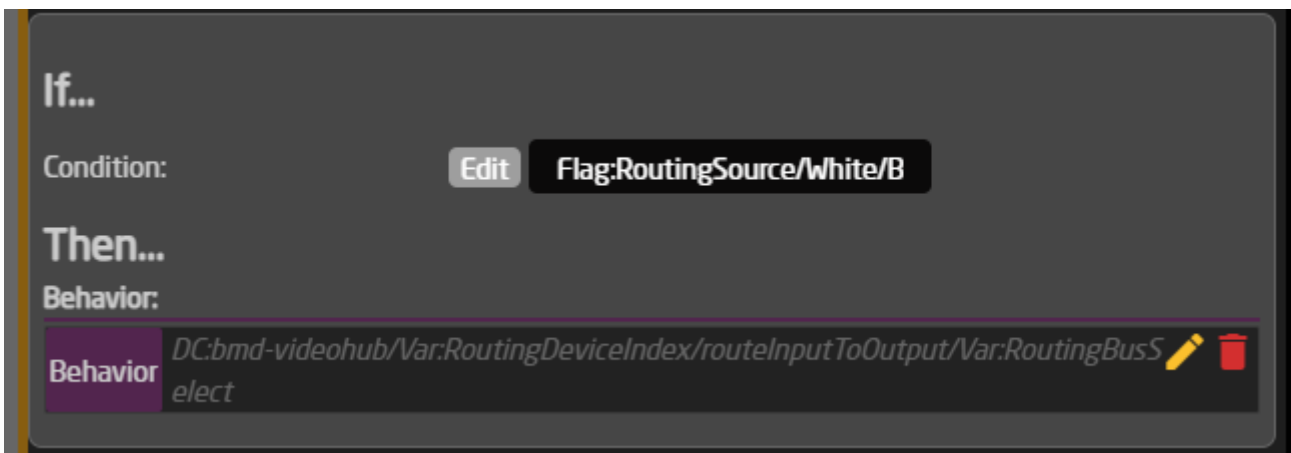 If...
Condition:
Edit
Flag:RoutingSource/White/B
Then...
Behavior:
Behavior
DC:bmd-videohub/Var:RoutingDeviceIndex/routeInputToOutput/Var:RoutingBusS
elect